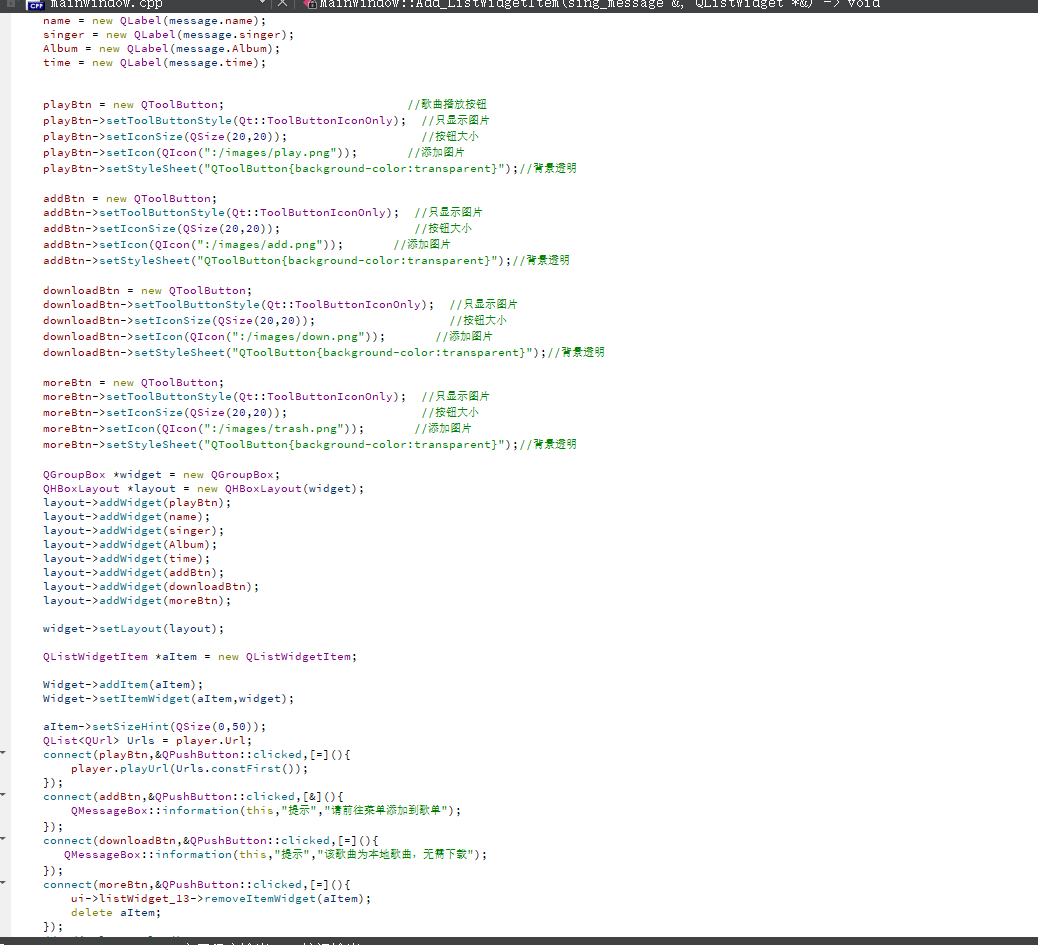 mainwindow.cpp MainWindow::Add_ListWidgetItem(sing_message &, QListWidget *&) -> void
name = new QLabel(message.name);
singer = new QLabel(message.singer);
Album = new QLabel(message.Album);
time = new QLabel(message.time);
playBtn = new QToolButton; //歌曲播放按钮
playBtn->setToolButtonStyle(Qt::ToolButtonIconOnly); //只显示图片
playBtn->setIconSize(QSize(20,20)); //按钮大小
playBtn->setIcon(QIcon(":/images/play.png")); //添加图片
playBtn->setStyleSheet("QToolButton{background-color:transparent}");//背景透明
addBtn = new QToolButton;
addBtn->setToolButtonStyle(Qt::ToolButtonIconOnly); //只显示图片
addBtn->setIconSize(QSize(20,20)); //按钮大小
addBtn->setIcon(QIcon(":/images/add.png")); //添加图片
addBtn->setStyleSheet("QToolButton{background-color:transparent}");//背景透明
downloadBtn = new QToolButton;
downloadBtn->setToolButtonStyle(Qt::ToolButtonIconOnly); //只显示图片
downloadBtn->setIconSize(QSize(20,20)); //按钮大小
downloadBtn->setIcon(QIcon(":/images/down.png")); //添加图片
downloadBtn->setStyleSheet("QToolButton{background-color:transparent}");//背景透明
moreBtn = new QToolButton;
moreBtn->setToolButtonStyle(Qt::ToolButtonIconOnly); //只显示图片
moreBtn->setIconSize(QSize(20,20)); //按钮大小
moreBtn->setIcon(QIcon(":/images/trash.png")); //添加图片
moreBtn->setStyleSheet("QToolButton{background-color:transparent}");//背景透明
QGroupBox *widget = new QGroupBox;
QHBoxLayout *layout = new QHBoxLayout(widget);
layout->addWidget(playBtn);
layout->addWidget(name);
layout->addWidget(singer);
layout->addWidget(Album);
layout->addWidget(time);
layout->addWidget(addBtn);
layout->addWidget(downloadBtn);
layout->addWidget(moreBtn);
widget->setLayout(layout);
QListWidgetItem *aItem = new QListWidgetItem;
Widget->addItem(aItem);
Widget->setItemWidget(aItem,widget);
aItem->setSizeHint(QSize(0,50));
QList<QUrl> Urls = player.Url;
connect(playBtn,&QPushButton::clicked,[=](){
player.playUrl(Urls.constFirst());
});
connect(addBtn,&QPushButton::clicked,[&](){
QMessageBox::information(this,"提示","请前往菜单添加到歌单");
});
connect(downloadBtn,&QPushButton::clicked,[=](){
QMessageBox::information(this,"提示","该歌曲为本地歌曲，无需下载");
});
connect(moreBtn,&QPushButton::clicked,[=](){
ui->listWidget_13->removeItemWidget(aItem);
delete aItem;
});